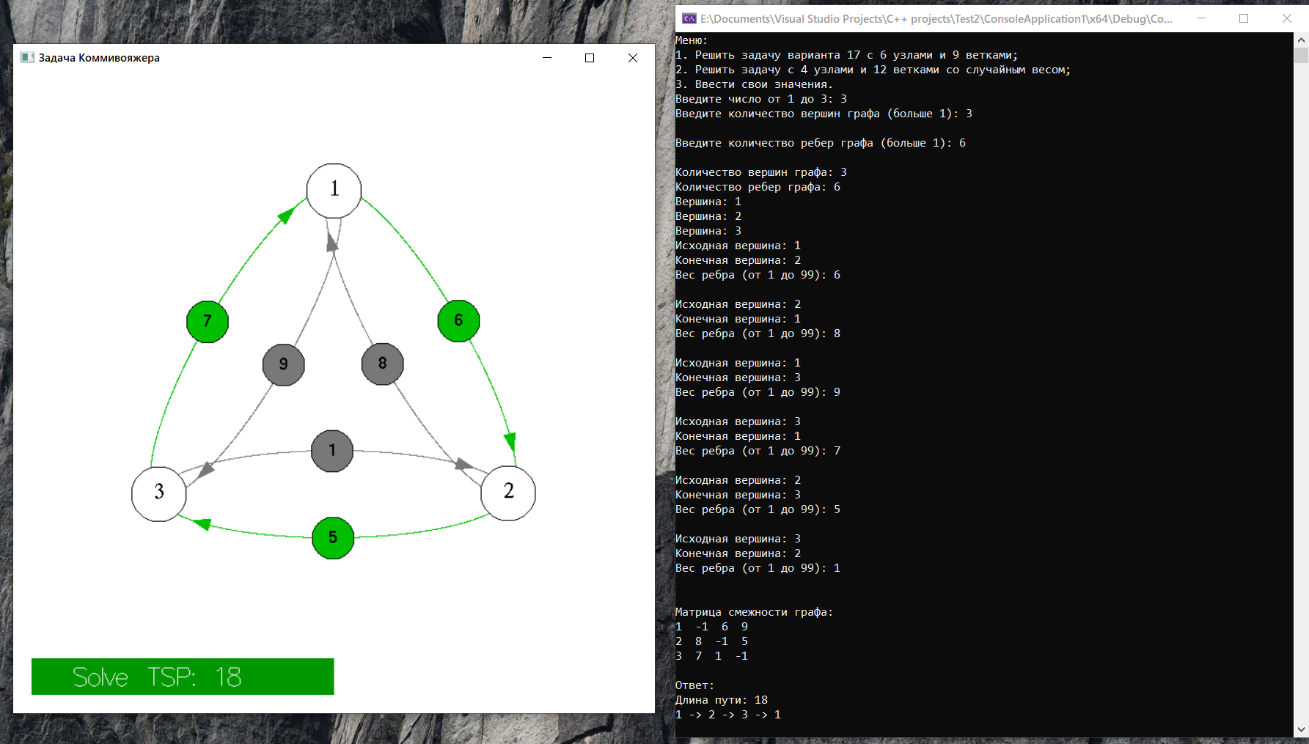 Задача Коммивояжера
1
7
6
9
8
1
3
2
5
Solve TSP: 18
E:\Documents\Visual Studio Projects\C++ projects\Test2\ConsoleApplication1\x64\Debug\Co...
Меню:
1. Решить задачу варианта 17 с 6 узлами и 9 ветками;
2. Решить задачу с 4 узлами и 12 ветками со случайным весом;
3. Ввести свои значения.
Введите число от 1 до 3: 3
Введите количество вершин графа (больше 1): 3
Введите количество ребер графа (больше 1): 6
Количество вершин графа: 3
Количество ребер графа: 6
Вершина: 1
Вершина: 2
Вершина: 3
Исходная вершина: 1
Конечная вершина: 2
Вес ребра (от 1 до 99): 6
Исходная вершина: 2
Конечная вершина: 1
Вес ребра (от 1 до 99): 8
Исходная вершина: 1
Конечная вершина: 3
Вес ребра (от 1 до 99): 9
Исходная вершина: 3
Конечная вершина: 1
Вес ребра (от 1 до 99): 7
Исходная вершина: 2
Конечная вершина: 3
Вес ребра (от 1 до 99): 5
Исходная вершина: 3
Конечная вершина: 2
Вес ребра (от 1 до 99): 1
Матрица смежности графа:
1 -1 6 9
2 8 -1 5
3 7 1 -1
Ответ:
Длина пути: 18
1 -> 2 -> 3 -> 1